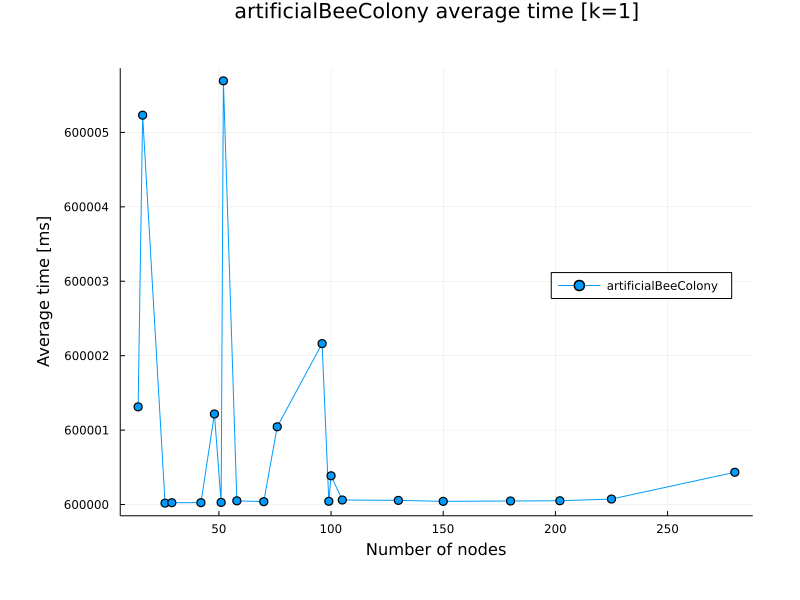 artificialBeeColony average time [k=1]
600005
600004
600003
600002
600001
600000
Average time [ms]
artificialBeeColony
50
100
150
200
250
Number of nodes